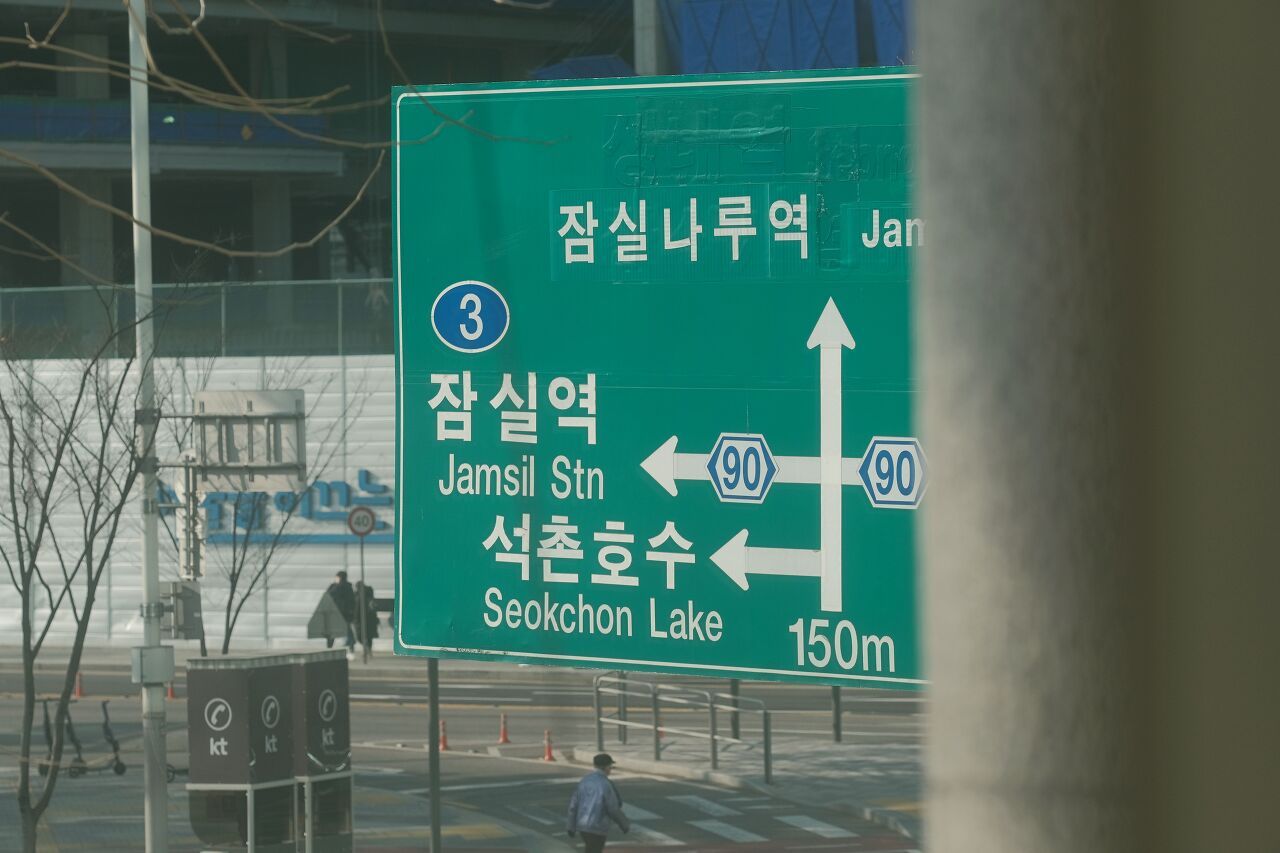 잠실나루역 Jam
3
잠실역
Jamsil Stn
90
90
석촌호수
Seokchon Lake
150m
40
kt
kt
kt